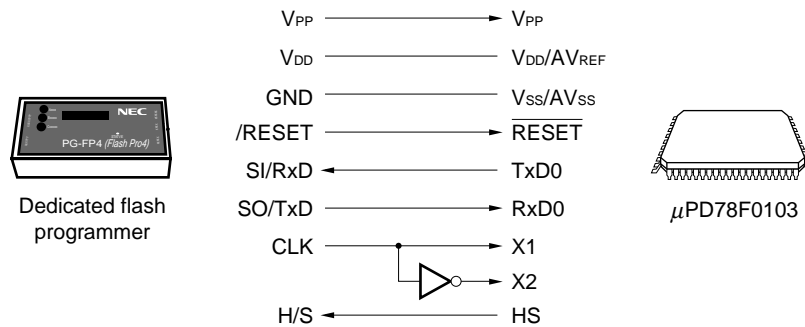 VPP VPP
VDD VDD/AVREF
GND VSS/AVSS
/RESET RESET
SI/RxD TxD0
SO/TxD RxD0
CLK X1
X2
H/S HS
NEC
PG-FP4 (Flash Pro4)
Dedicated flash
programmer
μPD78F0103